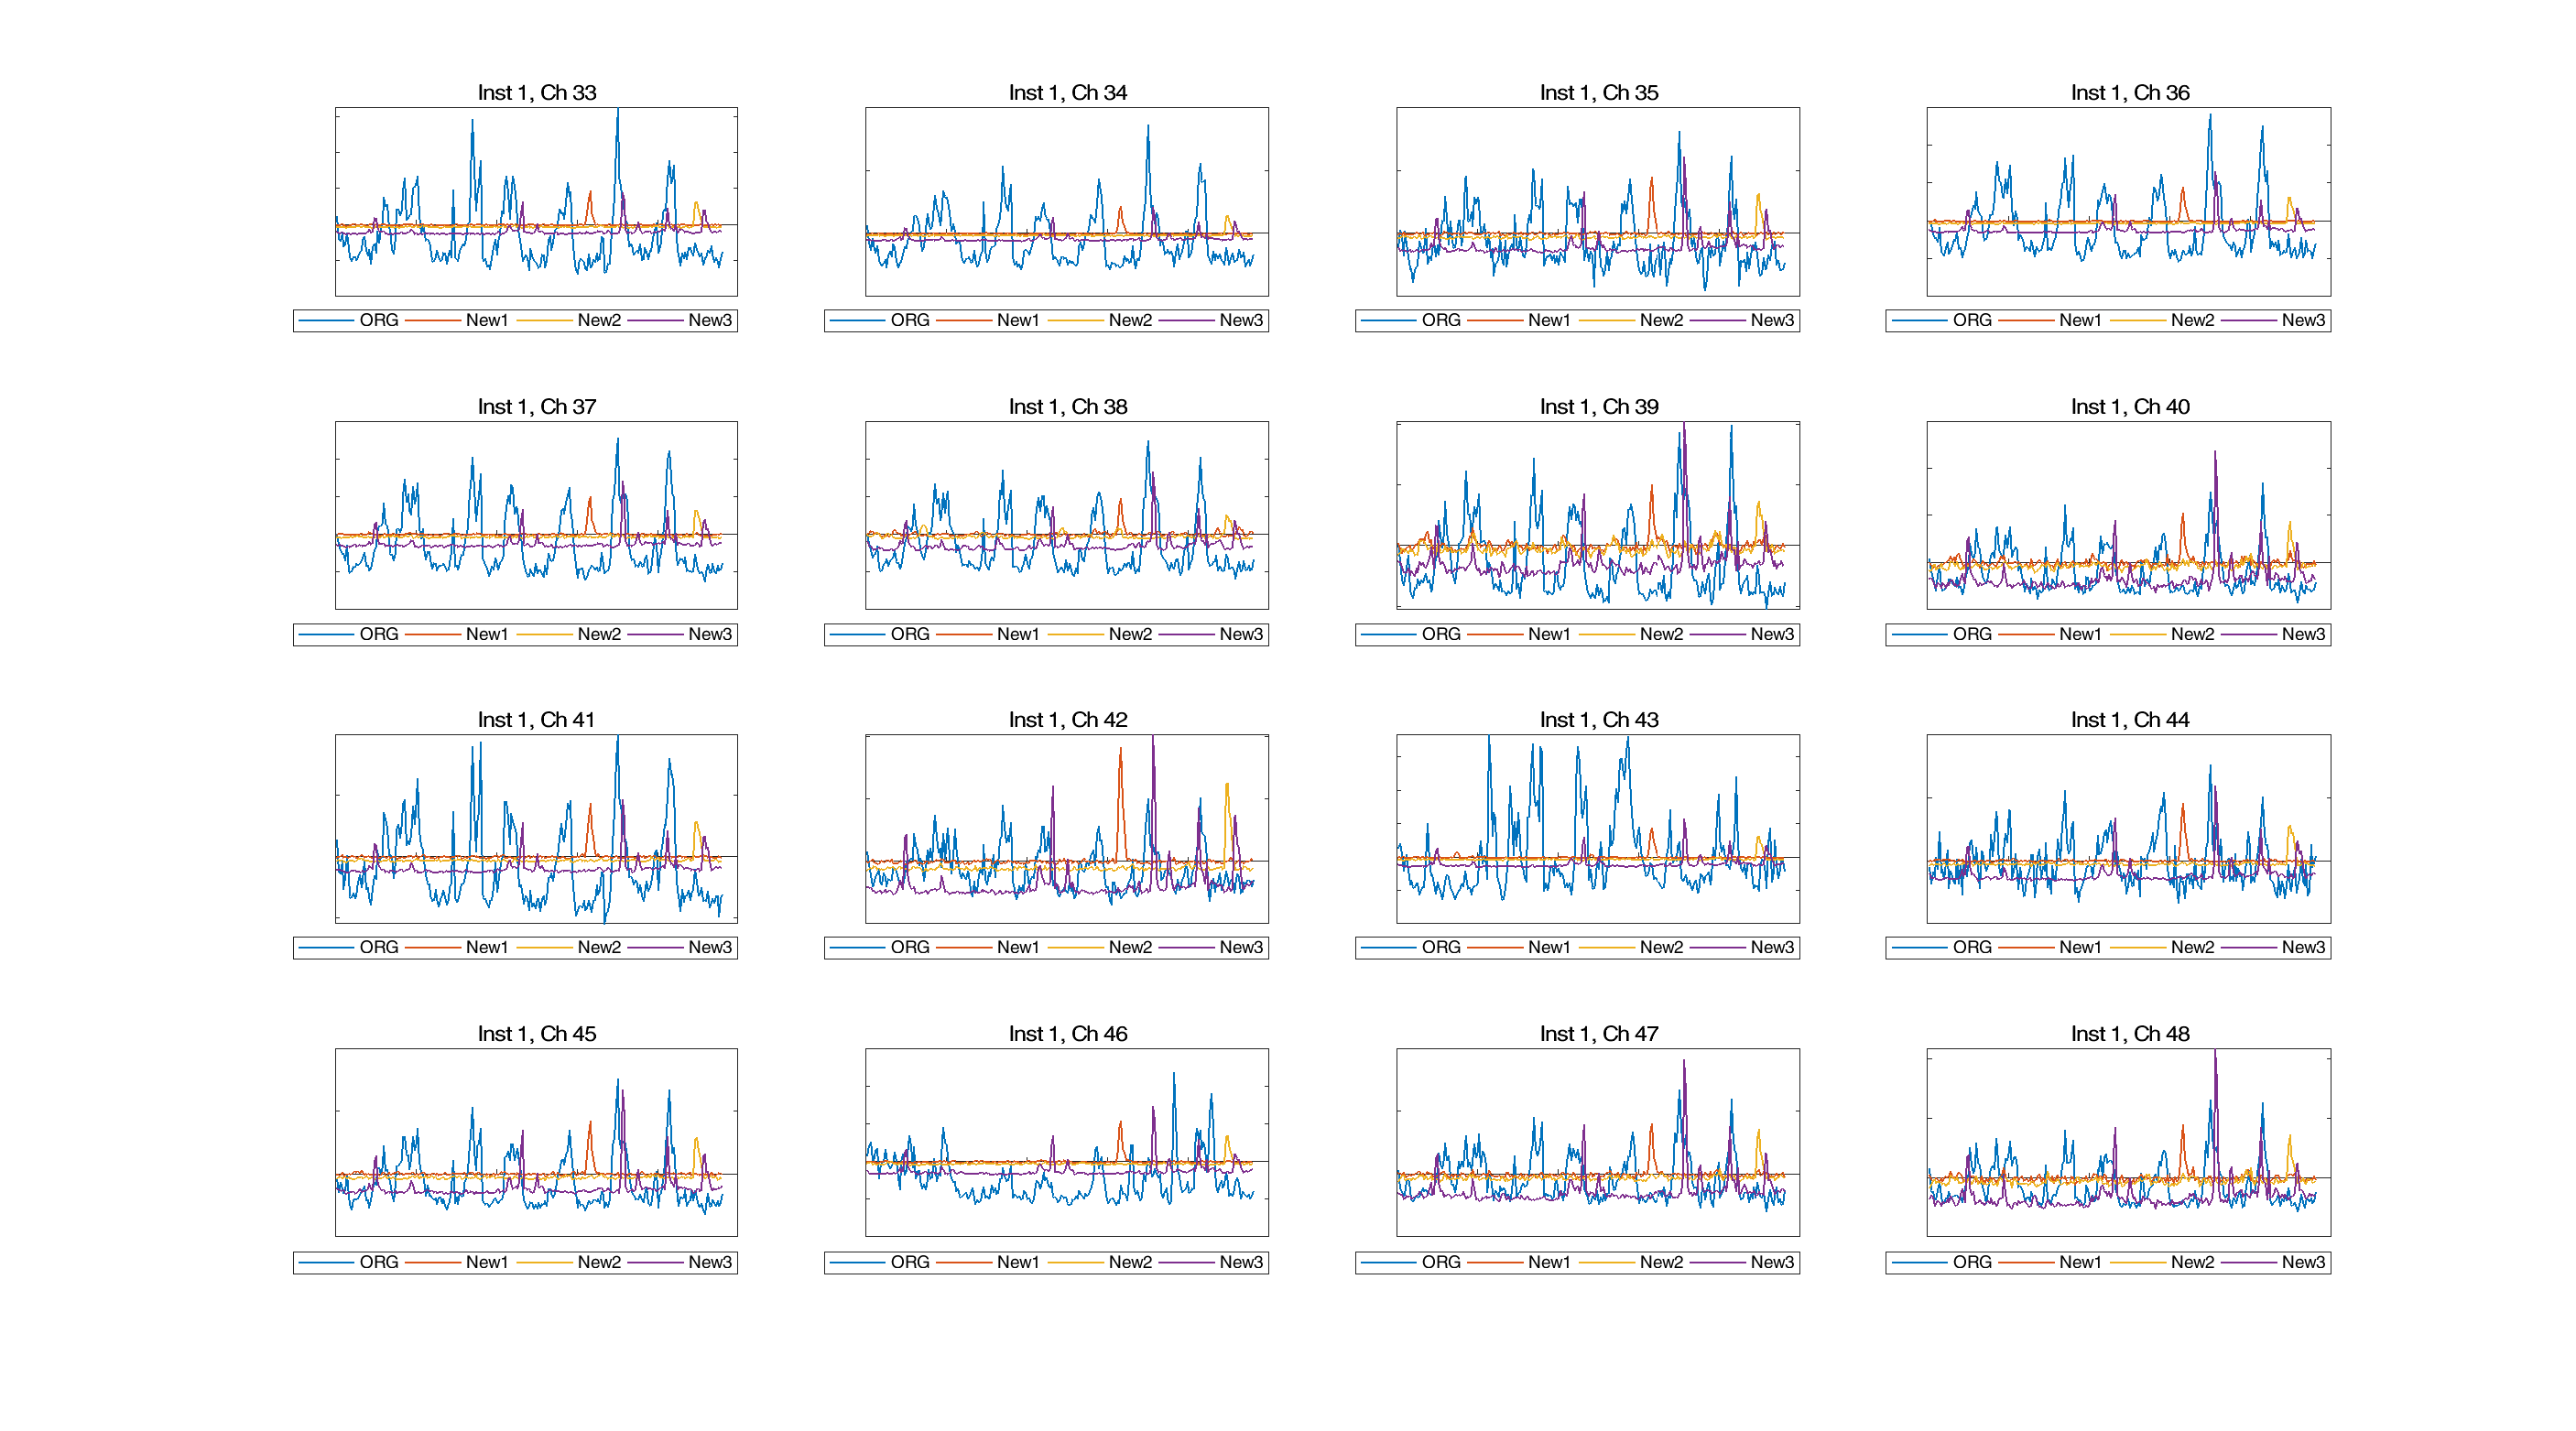 Inst 1, Ch 33 Inst 1, Ch 34 Inst 1, Ch 35 Inst 1, Ch 36
ORG New1 New2 New3 ORG New1 New2 New3 ORG New1 New2 New3 ORG New1 New2 New3
Inst 1, Ch 37 Inst 1, Ch 38 Inst 1, Ch 39 Inst 1, Ch 40
ORG New1 New2 New3 ORG New1 New2 New3 ORG New1 New2 New3 ORG New1 New2 New3
Inst 1, Ch 41 Inst 1, Ch 42 Inst 1, Ch 43 Inst 1, Ch 44
ORG New1 New2 New3 ORG New1 New2 New3 ORG New1 New2 New3 ORG New1 New2 New3
Inst 1, Ch 45 Inst 1, Ch 46 Inst 1, Ch 47 Inst 1, Ch 48
ORG New1 New2 New3 ORG New1 New2 New3 ORG New1 New2 New3 ORG New1 New2 New3